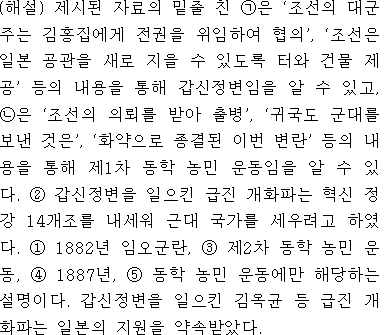 (해설) 제시된 자료의 밑줄 친 ㉠은 ‘조선의 대군
주는 김홍집에게 전권을 위임하여 협의’, ‘조선은
일본 공관을 새로 지을 수 있도록 터와 건물 제
공’ 등의 내용을 통해 갑신정변임을 알 수 있고,
㉡은 ‘조선의 의뢰를 받아 출병’, ‘귀국도 군대를
보낸 것은’, ‘화약으로 종결된 이번 변란’ 등의 내
용을 통해 제1차 동학 농민 운동임을 알 수 있
다. ② 갑신정변을 일으킨 급진 개화파는 혁신 정
강 14개조를 내세워 근대 국가를 세우려고 하였
다. ① 1882년 임오군란, ③ 제2차 동학 농민 운
동, ④ 1887년, ⑤ 동학 농민 운동에만 해당하는
설명이다. 갑신정변을 일으킨 김옥균 등 급진 개
화파는 일본의 지원을 약속받았다.